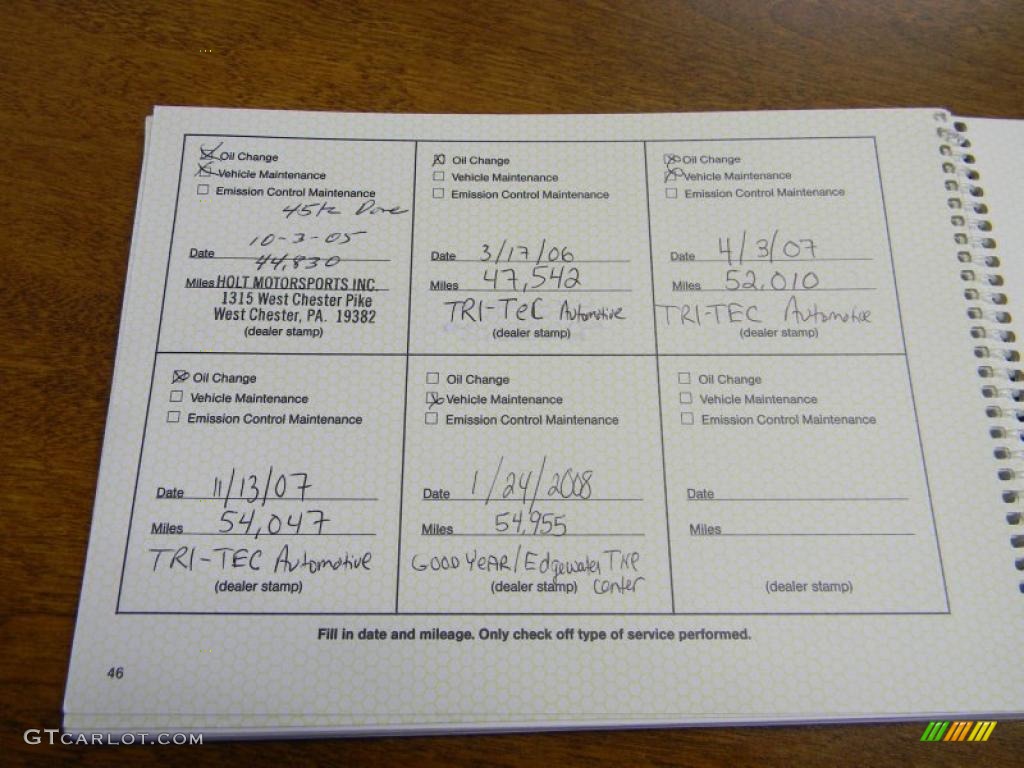 Oil Change
Vehicle Maintenance
Emission Control Maintenance
45k Done
10-3-05
Date
44,830
Miles HOLT MOTORSPORTS INC.
1315 West Chester Pike
West Chester, PA. 19382
(dealer stamp)
Oil Change
Vehicle Maintenance
Emission Control Maintenance
Date 3/17/06
Miles 47,542
TRI-TEC Automotive
(dealer stamp)
Oil Change
Vehicle Maintenance
Emission Control Maintenance
Date 4/3/07
Miles 52,010
TRI-TEC Automotive
(dealer stamp)
Oil Change
Vehicle Maintenance
Emission Control Maintenance
Date 11/13/07
Miles 54,047
TRI-TEC Automotive
(dealer stamp)
Oil Change
Vehicle Maintenance
Emission Control Maintenance
Date 1/24/2008
Miles 54,955
GOOD YEAR/Edgewater TIRE
(dealer stamp) center
Oil Change
Vehicle Maintenance
Emission Control Maintenance
Date
Miles
(dealer stamp)
Fill in date and mileage. Only check off type of service performed.
46
GTCARLOT.COM